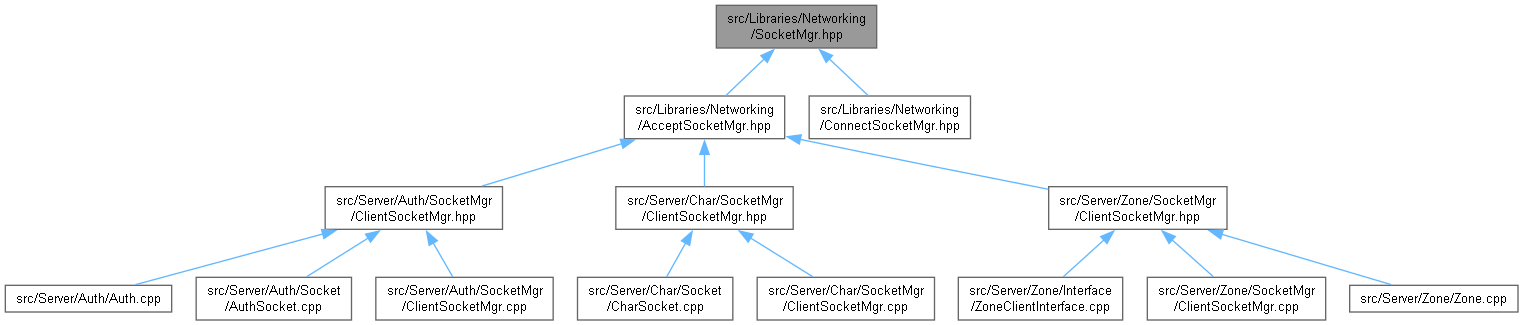 src/Libraries/Networking
/SocketMgr.hpp
src/Libraries/Networking
/AcceptSocketMgr.hpp
src/Libraries/Networking
/ConnectSocketMgr.hpp
src/Server/Auth/SocketMgr
/ClientSocketMgr.hpp
src/Server/Char/SocketMgr
/ClientSocketMgr.hpp
src/Server/Zone/SocketMgr
/ClientSocketMgr.hpp
src/Server/Auth/Auth.cpp
src/Server/Auth/Socket
/AuthSocket.cpp
src/Server/Auth/SocketMgr
/ClientSocketMgr.cpp
src/Server/Char/Socket
/CharSocket.cpp
src/Server/Char/SocketMgr
/ClientSocketMgr.cpp
src/Server/Zone/Interface
/ZoneClientInterface.cpp
src/Server/Zone/SocketMgr
/ClientSocketMgr.cpp
src/Server/Zone/Zone.cpp